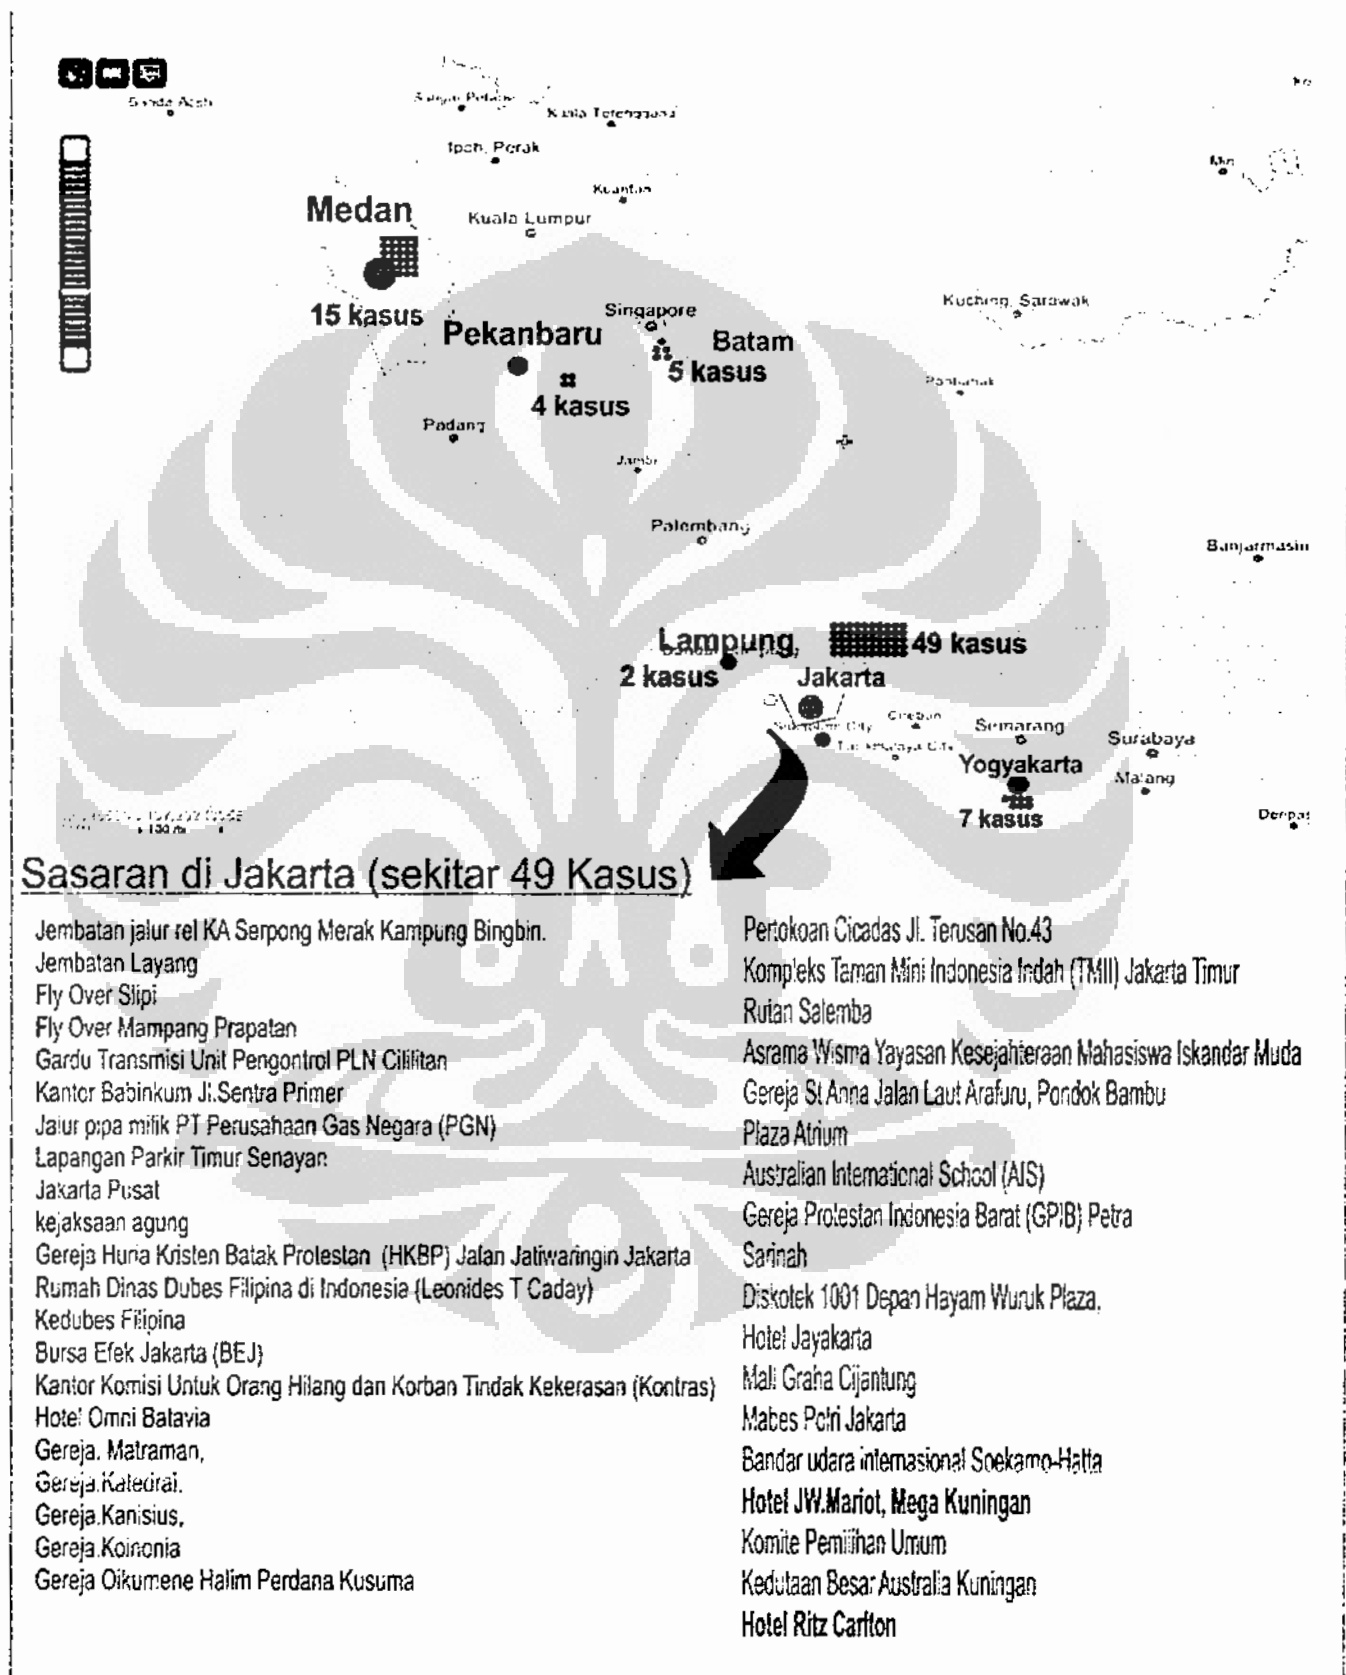 Banda Aceh
Kuala Terengganu
Ipoh, Perak
Kuantan
Medan
Kuala Lumpur
15 kasus
Kuching, Sarawak
Singapore
Pekanbaru
Batam
5 kasus
4 kasus
Padang
Jambi
Palembang
Banjarmasin
Lampung
49 kasus
2 kasus
Jakarta
Cirebon
Semarang
Surabaya
Yogyakarta
Malang
7 kasus
Denpas
Sasaran di Jakarta (sekitar 49 Kasus)
Jembatan jalur rel KA Serpong Merak Kampung Bingbin.
Jembatan Layang
Fly Over Slipi
Fly Over Mampang Prapatan
Gardu Transmisi Unit Pengontrol PLN Cililitan
Kantor Babinkum Jl.Sentra Primer
Jalur pipa milik PT Perusahaan Gas Negara (PGN)
Lapangan Parkir Timur Senayan
Jakarta Pusat
kejaksaan agung
Gereja Huria Kristen Batak Protestan (HKBP) Jalan Jatiwaringin Jakarta
Rumah Dinas Dubes Filipina di Indonesia (Leonides T Caday)
Kedubes Filipina
Bursa Efek Jakarta (BEJ)
Kantor Komisi Untuk Orang Hilang dan Korban Tindak Kekerasan (Kontras)
Hotel Omni Batavia
Gereja. Matraman,
Gereja.Katedral.
Gereja.Kanisius,
Gereja.Koinonia
Gereja Oikumene Halim Perdana Kusuma
Pertokoan Cicadas Jl. Terusan No.43
Kompleks Taman Mini Indonesia Indah (TMII) Jakarta Timur
Rutan Salemba
Asrama Wisma Yayasan Kesejahteraan Mahasiswa Iskandar Muda
Gereja St Anna Jalan Laut Arafuru, Pondok Bambu
Plaza Atrium
Australian International School (AIS)
Gereja Protestan Indonesia Barat (GPIB) Petra
Sarinah
Diskotek 1001 Depan Hayam Wuruk Plaza,
Hotel Jayakarta
Mall Graha Cijantung
Mabes Polri Jakarta
Bandar udara internasional Soekarno-Hatta
Hotel JW.Mariot, Mega Kuningan
Komite Pemilihan Umum
Kedutaan Besar Australia Kuningan
Hotel Ritz Carlton